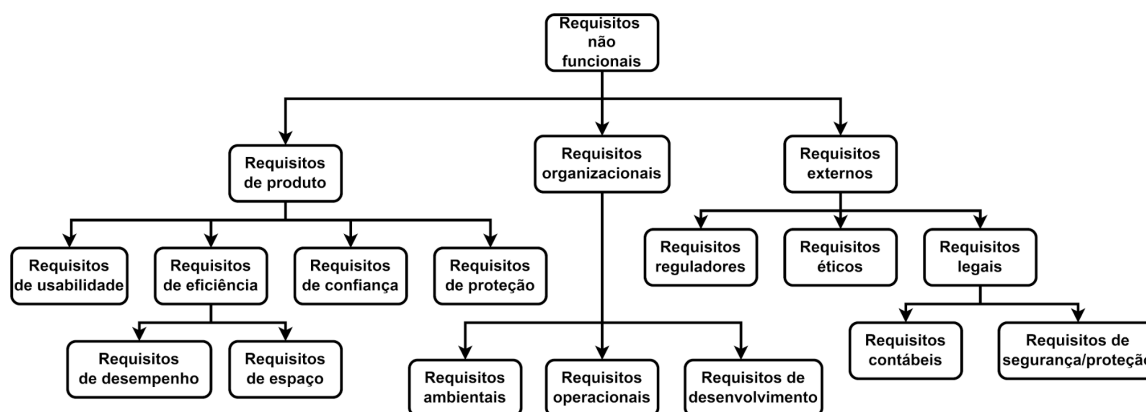 Requisitos
não
funcionais
Requisitos
de produto
Requisitos
organizacionais
Requisitos
externos
Requisitos
de usabilidade
Requisitos
de eficiência
Requisitos
de confiança
Requisitos
de proteção
Requisitos
reguladores
Requisitos
éticos
Requisitos
legais
Requisitos
de desempenho
Requisitos
de espaço
Requisitos
ambientais
Requisitos
operacionais
Requisitos de
desenvolvimento
Requisitos
contábeis
Requisitos de
segurança/proteção